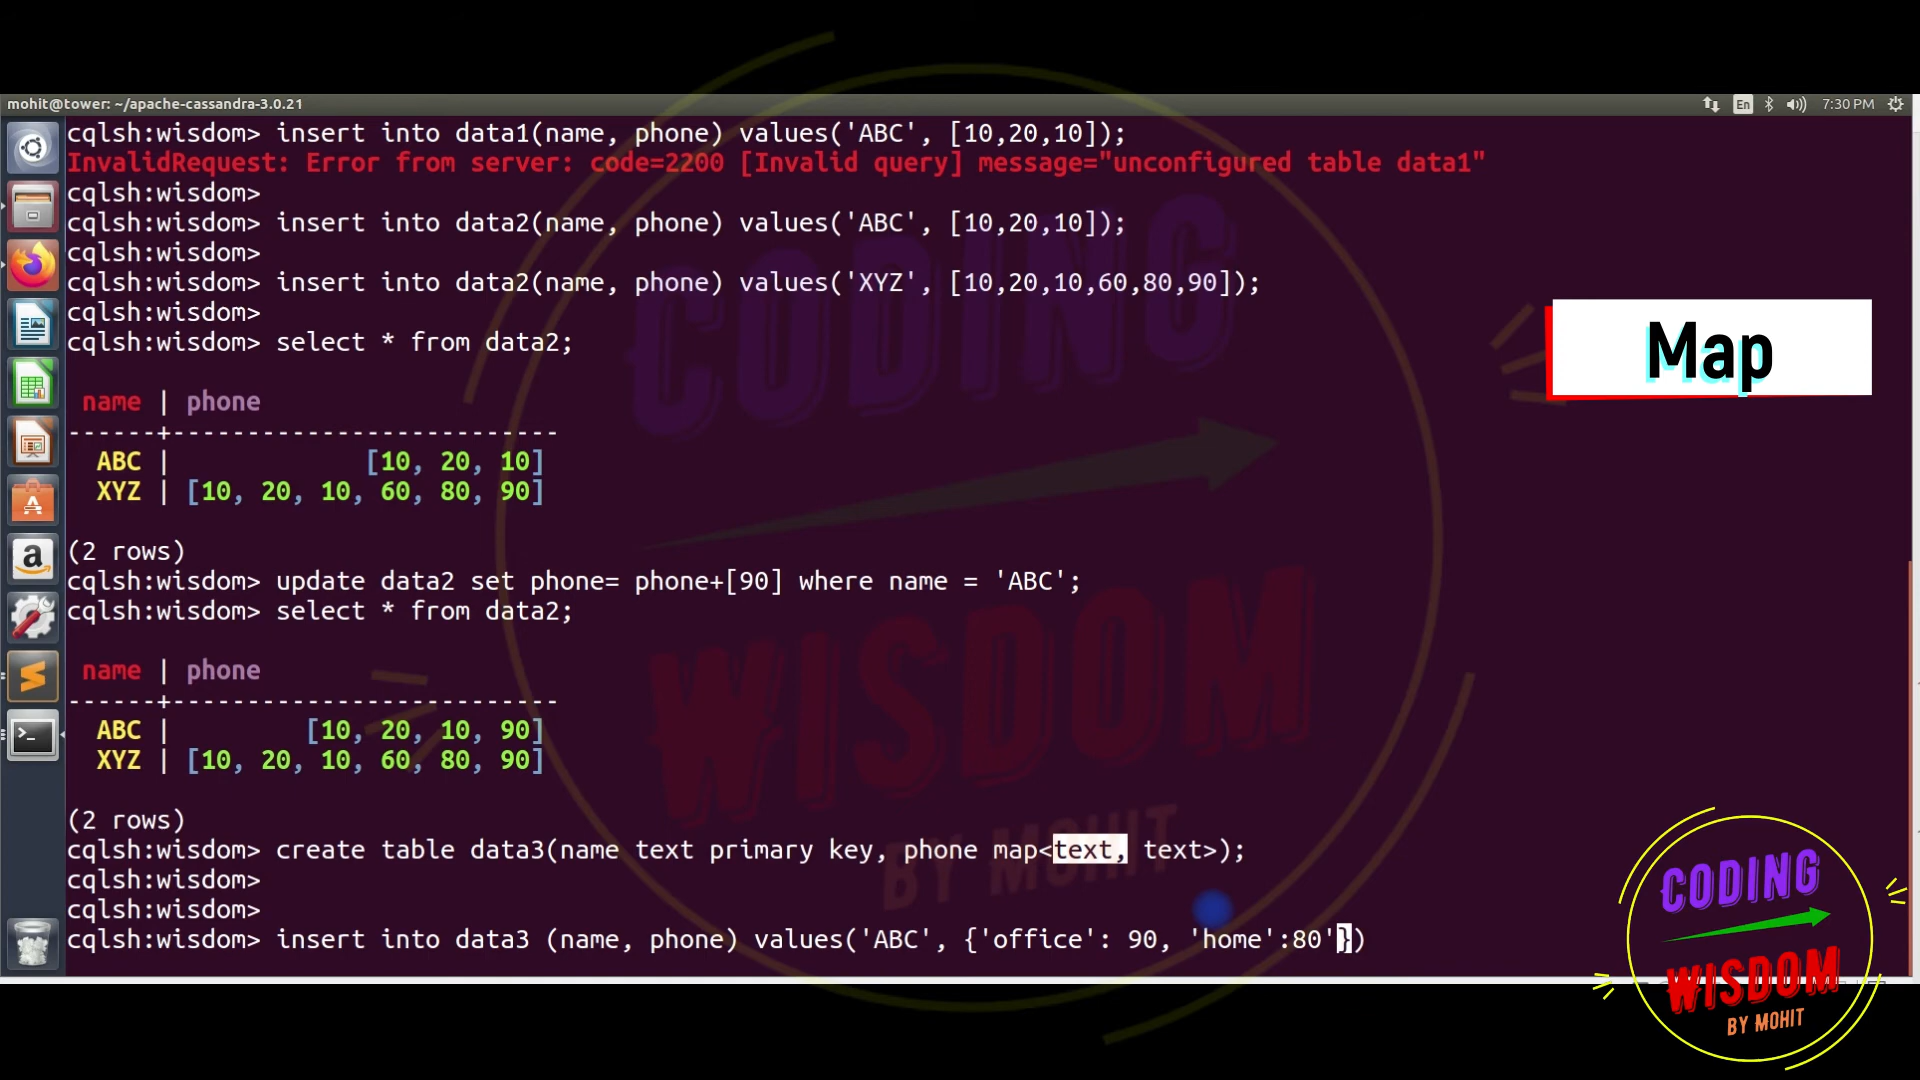 mohit@tower: ~/apache-cassandra-3.0.21
En
7:30 PM
cqlsh:wisdom> insert into data1(name, phone) values('ABC', [10,20,10]);
InvalidRequest: Error from server: code=2200 [Invalid query] message="unconfigured table data1"
cqlsh:wisdom>
cqlsh:wisdom> insert into data2(name, phone) values('ABC', [10,20,10]);
cqlsh:wisdom>
cqlsh:wisdom> insert into data2(name, phone) values('XYZ', [10,20,10,60,80,90]);
cqlsh:wisdom>
cqlsh:wisdom> select * from data2;
Map
name | phone
------+--------------------------
ABC | [10, 20, 10]
XYZ | [10, 20, 10, 60, 80, 90]
(2 rows)
cqlsh:wisdom> update data2 set phone= phone+[90] where name = 'ABC';
cqlsh:wisdom> select * from data2;
name | phone
------+--------------------------
ABC | [10, 20, 10, 90]
XYZ | [10, 20, 10, 60, 80, 90]
(2 rows)
cqlsh:wisdom> create table data3(name text primary key, phone map<text, text>);
cqlsh:wisdom>
cqlsh:wisdom>
cqlsh:wisdom> insert into data3 (name, phone) values('ABC', {'office': 90, 'home':80'})
CODING
WISDOM
BY MOHIT
CODING
WISDOM
BY MOHIT